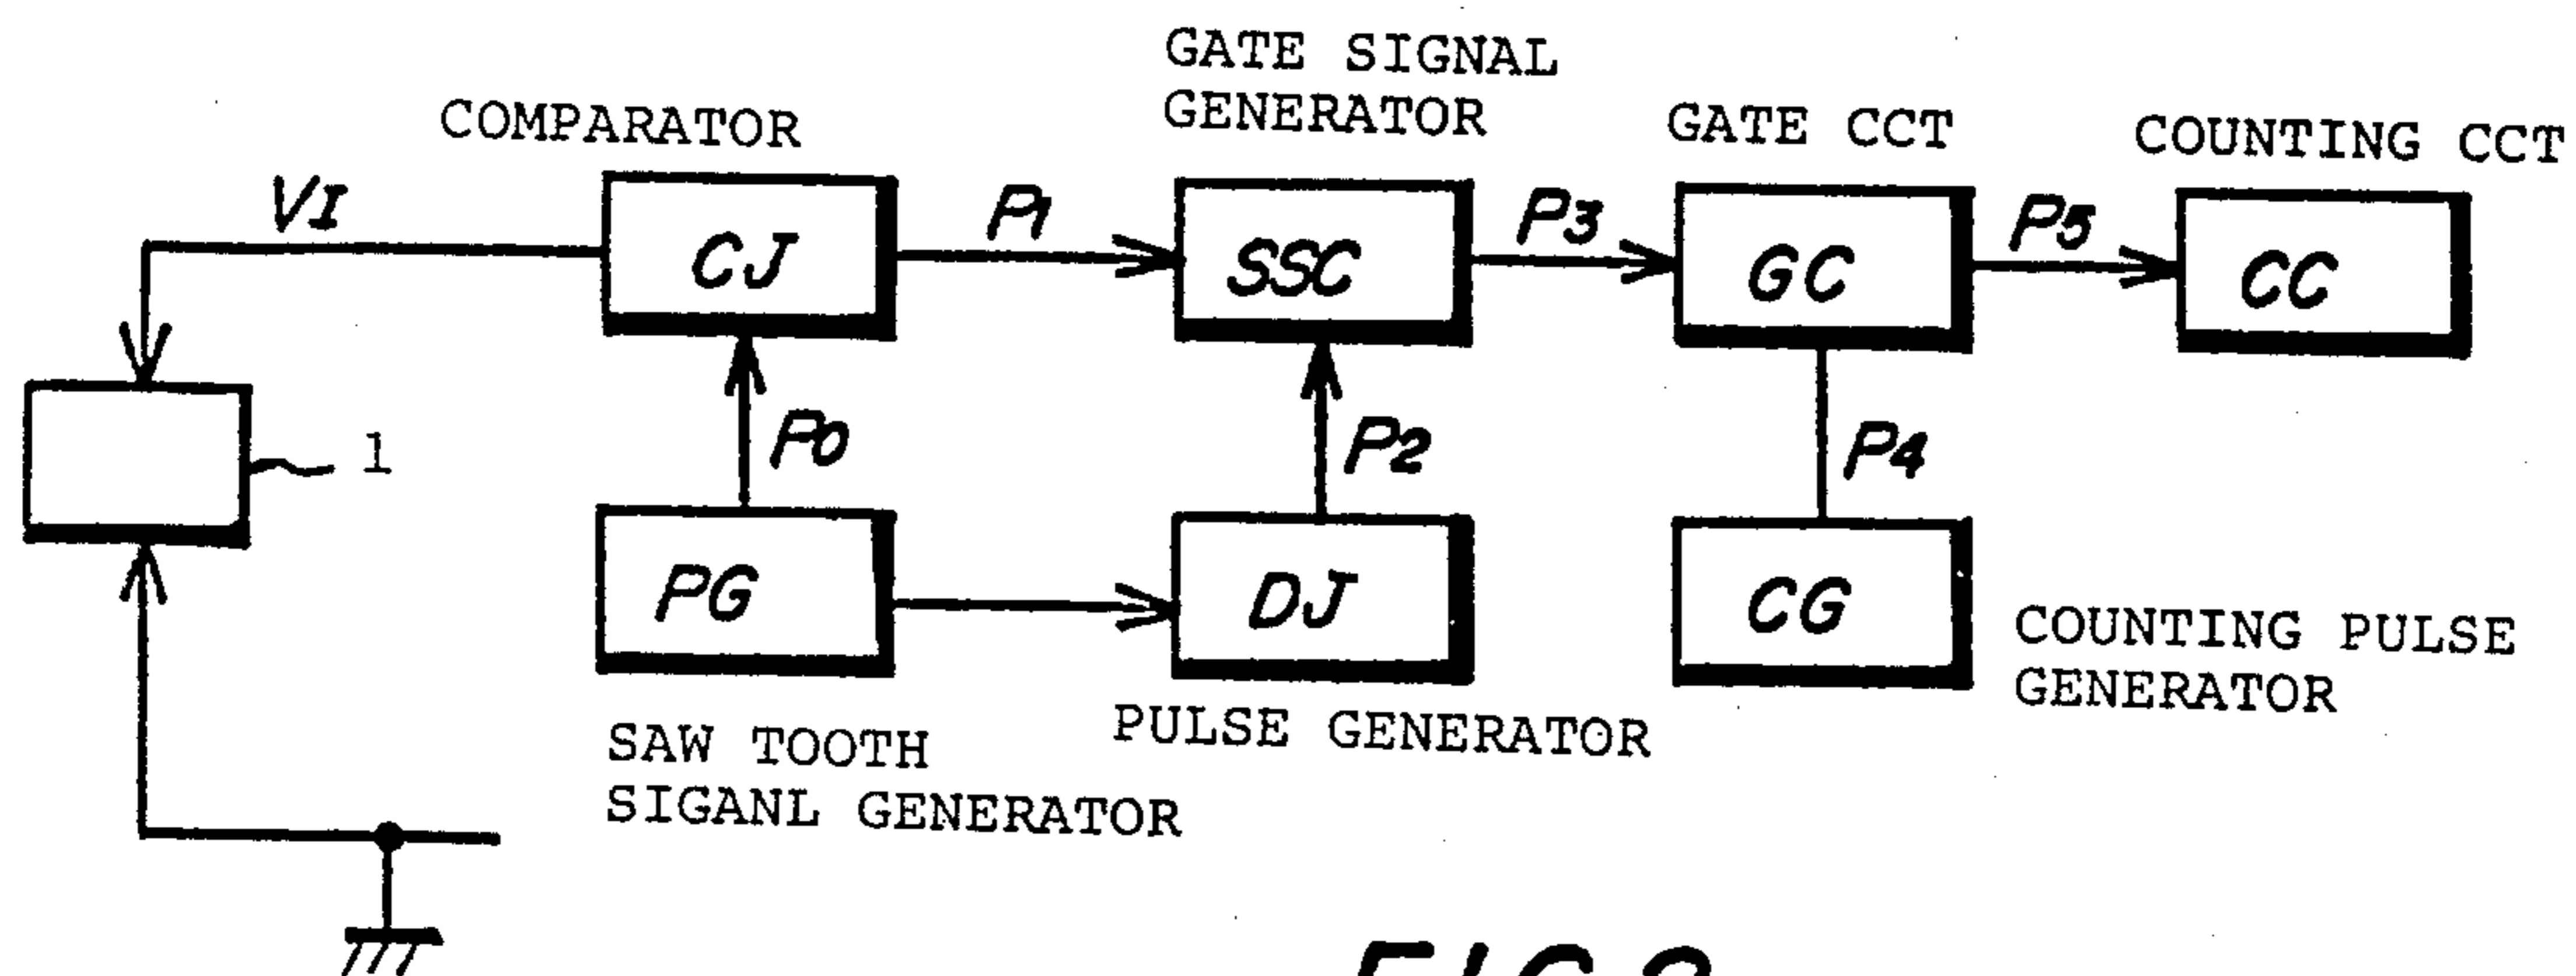 GATE SIGNAL
GENERATOR
COMPARATOR
GATE CCT
COUNTING CCT
VI
P1
P3
P5
CJ
SSC
GC
CC
1
P0
P2
P4
PG
DJ
CG
COUNTING PULSE
GENERATOR
SAW TOOTH
SIGANL GENERATOR
PULSE GENERATOR